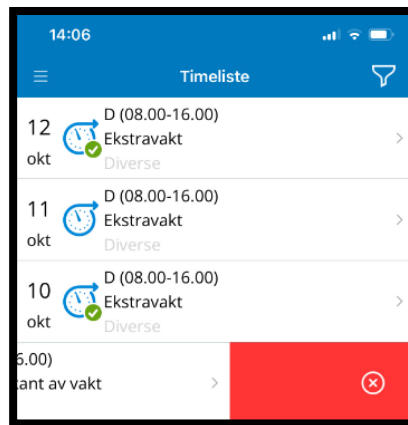 14:06
Timeliste
12 okt
D (08.00-16.00)
Ekstravakt
Diverse
11 okt
D (08.00-16.00)
Ekstravakt
Diverse
10 okt
D (08.00-16.00)
Ekstravakt
Diverse
6.00)
kant av vakt